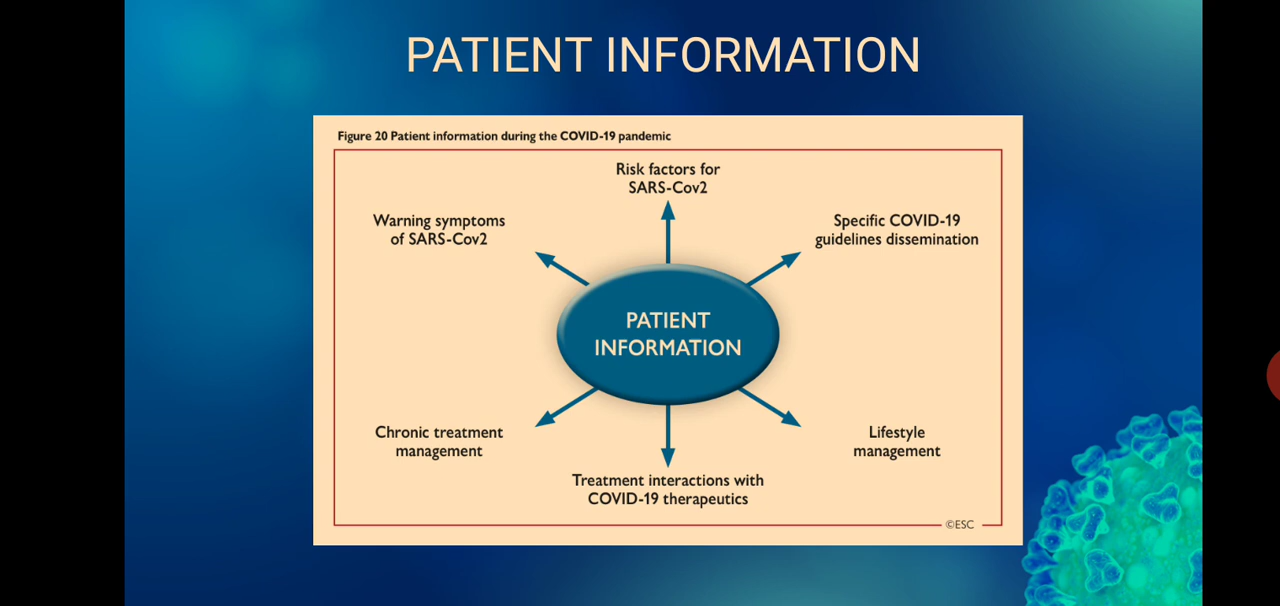 PATIENT INFORMATION
Figure 20 Patient information during the COVID-19 pandemic
Risk factors for
SARS-Cov2
Warning symptoms
of SARS-Cov2
Specific COVID-19
guidelines dissemination
PATIENT
INFORMATION
Chronic treatment
management
Lifestyle
management
Treatment interactions with
COVID-19 therapeutics
©ESC